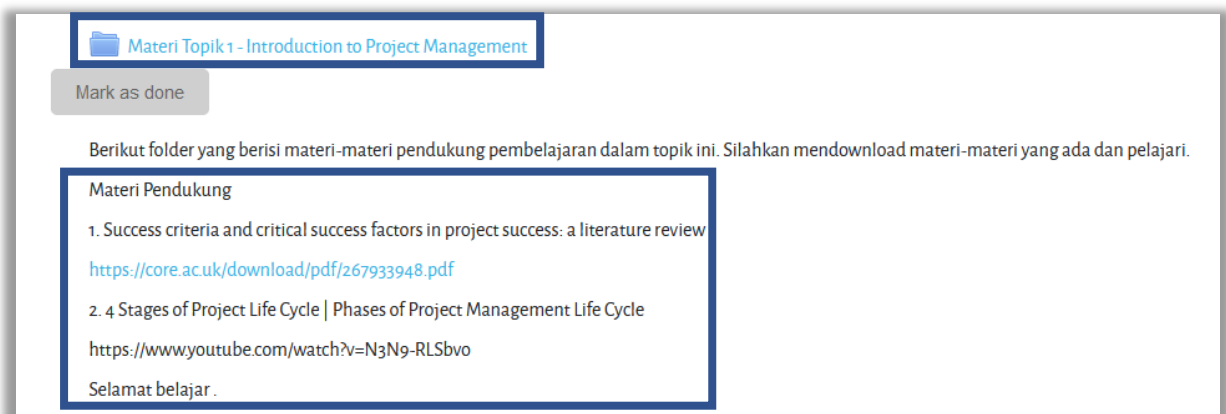 Materi Topik 1 - Introduction to Project Management
Mark as done
Berikut folder yang berisi materi-materi pendukung pembelajaran dalam topik ini. Silahkan mendownload materi-materi yang ada dan pelajari.
Materi Pendukung
1. Success criteria and critical success factors in project success: a literature review
https://core.ac.uk/download/pdf/267933948.pdf
2. 4 Stages of Project Life Cycle | Phases of Project Management Life Cycle
https://www.youtube.com/watch?v=N3N9-RLSbvo
Selamat belajar .